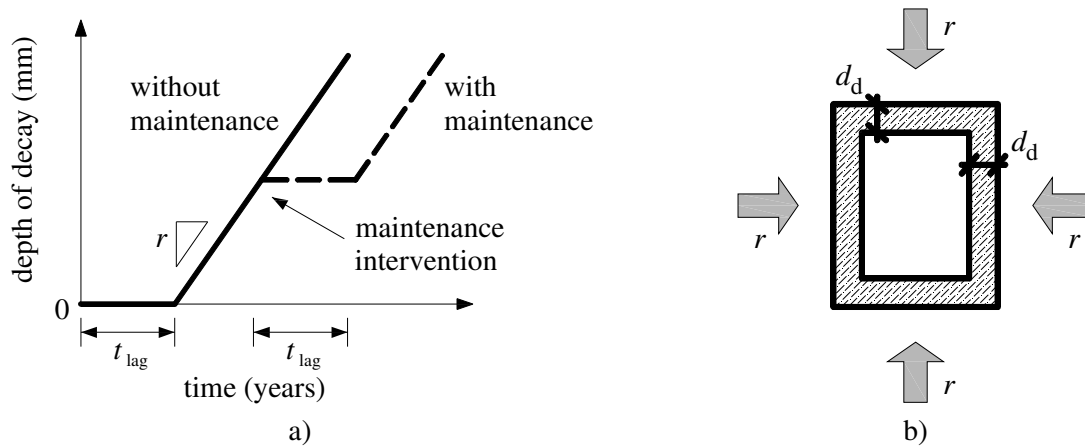 depth of decay (mm)
without
maintenance
with
maintenance
r
maintenance
intervention
0
t lag
t lag
time (years)
a)
r
d d
d d
r
r
r
b)